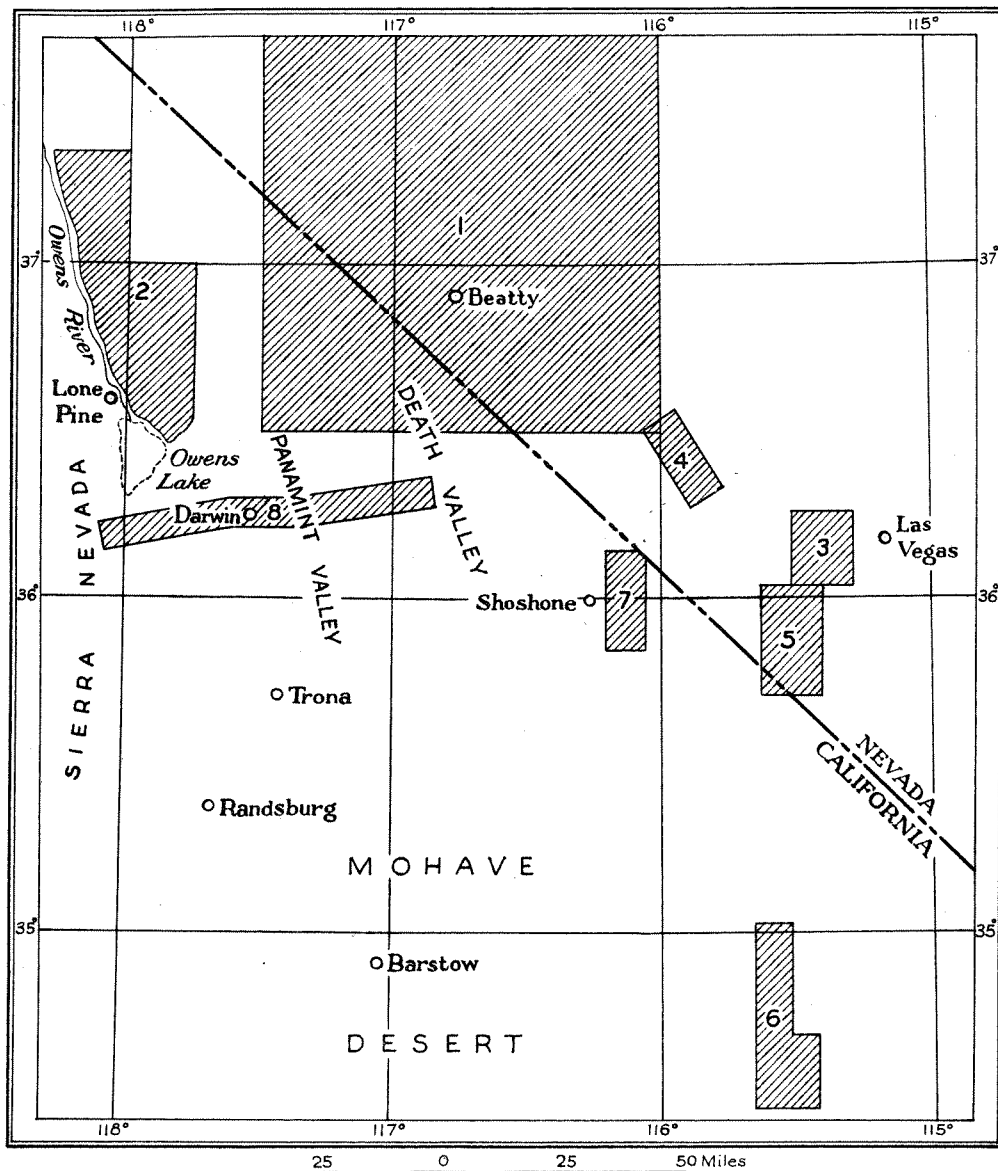 118° 117° 116° 115°
1
Owens River
37° 37°
2
Beatty
Lone
Pine
DEATH VALLEY
4
Owens
Lake
PANAMINT VALLEY
SIERRA NEVADA
Darwin 8
3
Las
Vegas
36° 36°
Shoshone 7
5
Trona
NEVADA
CALIFORNIA
Randsburg
MOHAVE
35° 35°
Barstow
6
DESERT
118° 117° 116° 115°
25 0 25 50 Miles